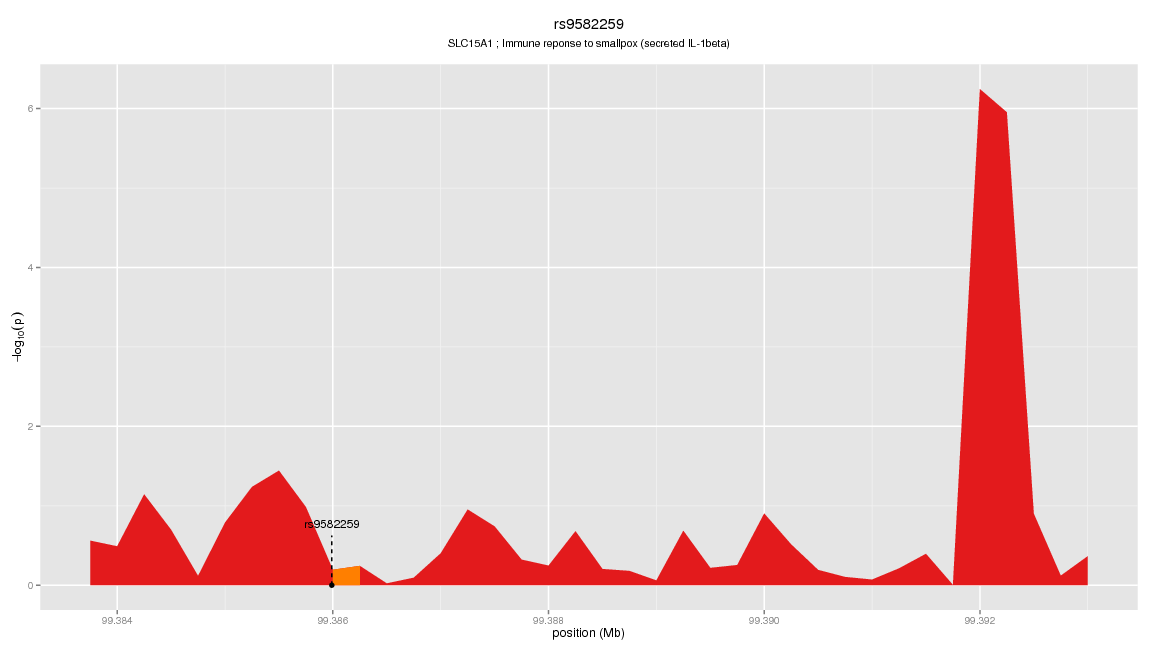 rs9582259
SLC15A1 ; Immune reponse to smallpox (secreted IL-1beta)
6
4
2
0
−log10(p)
rs9582259
99.384
99.386
99.388
99.390
99.392
position (Mb)